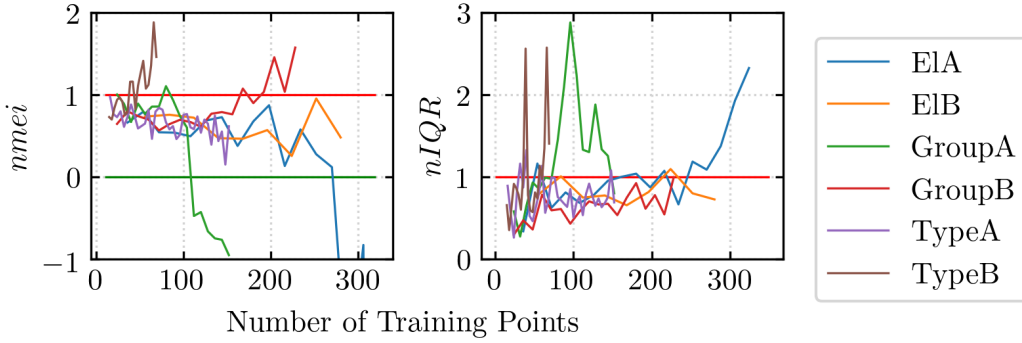 nmei
2
1
0
−1
0
100
200
300
nIQR
3
2
1
0
0
100
200
300
Number of Training Points
ElA
ElB
GroupA
GroupB
TypeA
TypeB